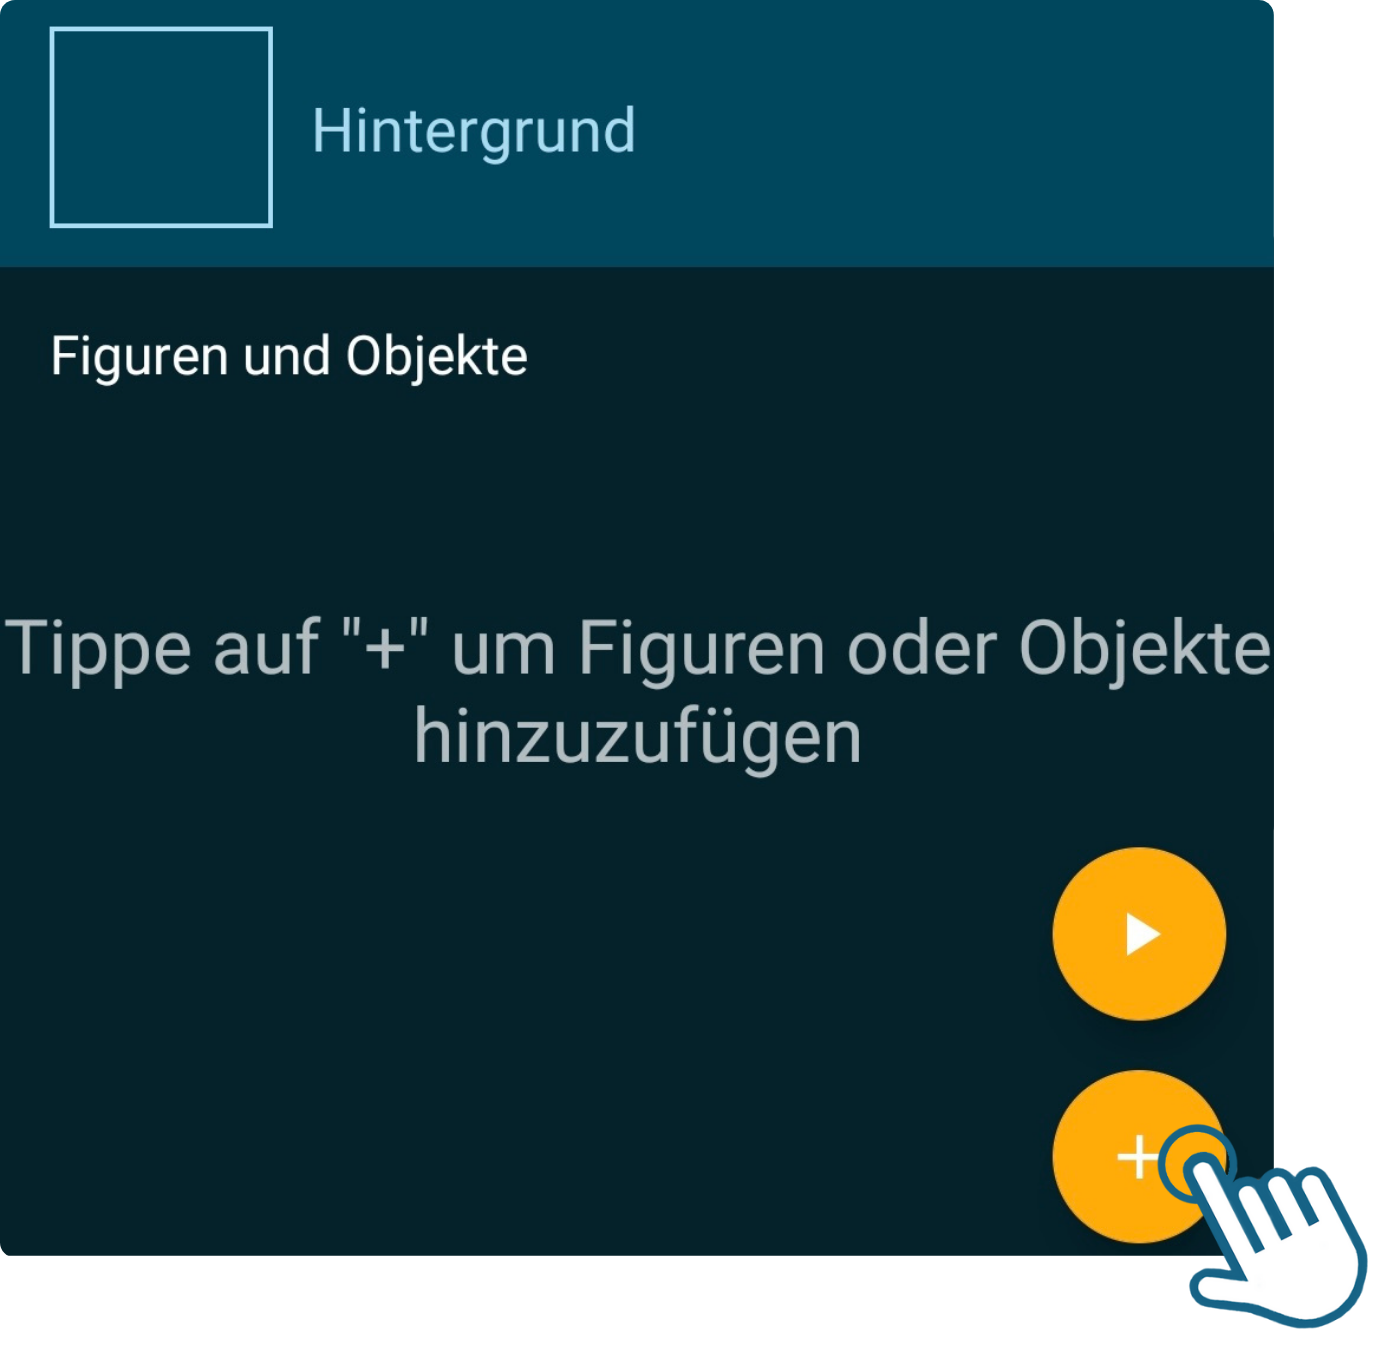 Hintergrund
Figuren und Objekte
Tippe auf "+" um Figuren oder Objekte
hinzuzufügen